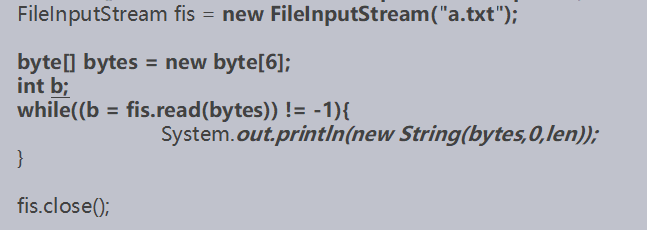 FileInputStream fis = new FileInputStream("a.txt");
byte[] bytes = new byte[6];
int b;
while((b = fis.read(bytes)) != -1){
System.out.println(new String(bytes,0,len));
}
fis.close();